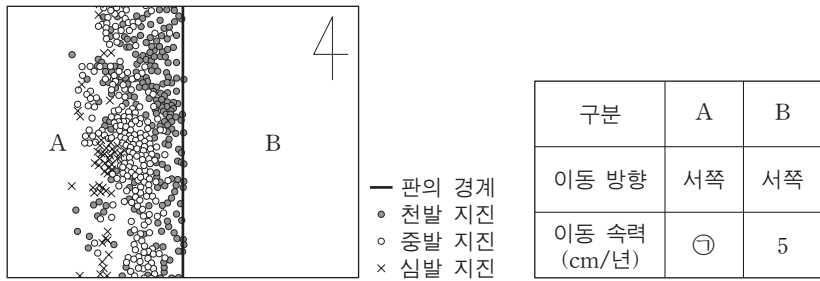 A
B
판의 경계
천발 지진
중발 지진
심발 지진
구분 A B
이동 방향 서쪽 서쪽
이동 속력
(cm/년) ㉠ 5